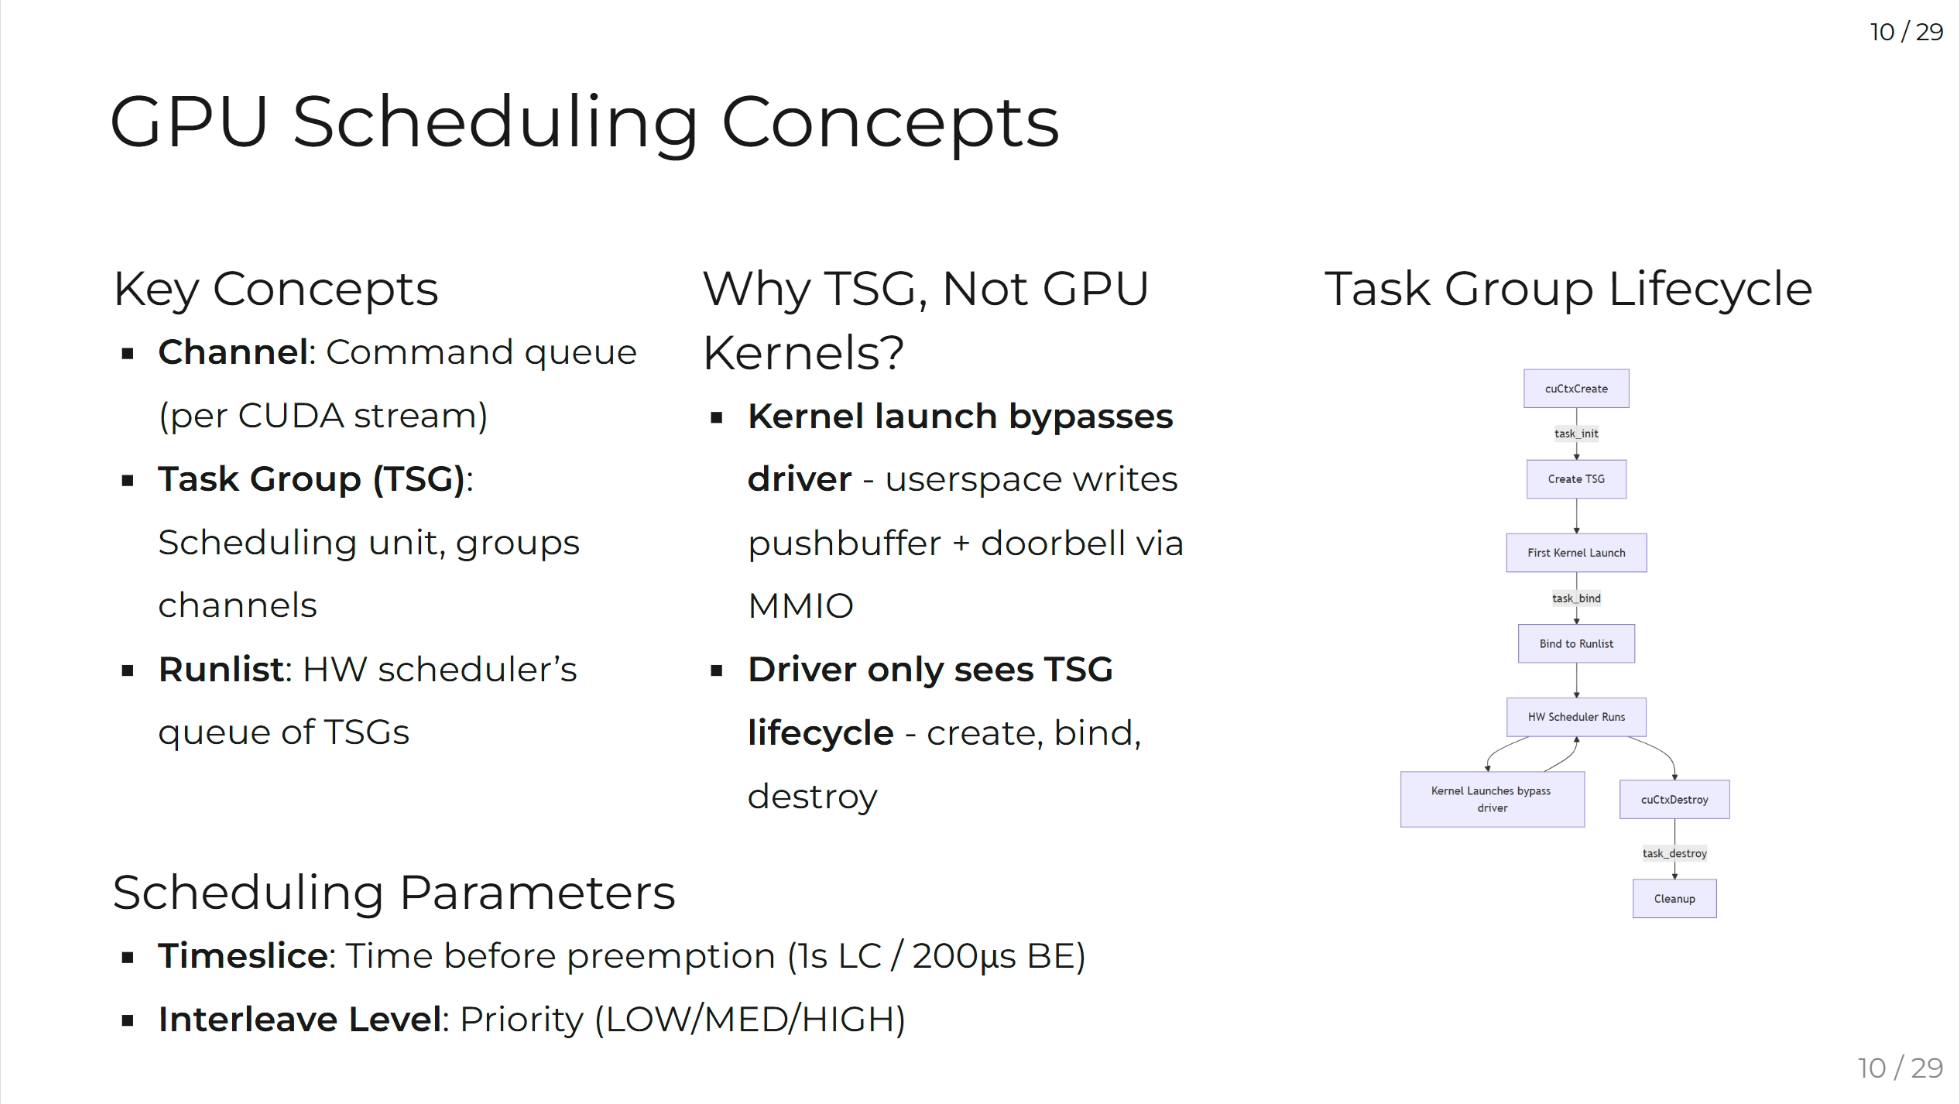 10 / 29
GPU Scheduling Concepts
Key Concepts
▪ Channel: Command queue
(per CUDA stream)
▪ Task Group (TSG):
Scheduling unit, groups
channels
▪ Runlist: HW scheduler’s
queue of TSGs
Why TSG, Not GPU
Kernels?
▪ Kernel launch bypasses
driver - userspace writes
pushbuffer + doorbell via
MMIO
▪ Driver only sees TSG
lifecycle - create, bind,
destroy
Task Group Lifecycle
cuCtxCreate
task_init
Create TSG
First Kernel Launch
task_bind
Bind to Runlist
HW Scheduler Runs
Kernel Launches bypass
driver
cuCtxDestroy
task_destroy
Cleanup
Scheduling Parameters
▪ Timeslice: Time before preemption (1s LC / 200µs BE)
▪ Interleave Level: Priority (LOW/MED/HIGH)
10 / 29